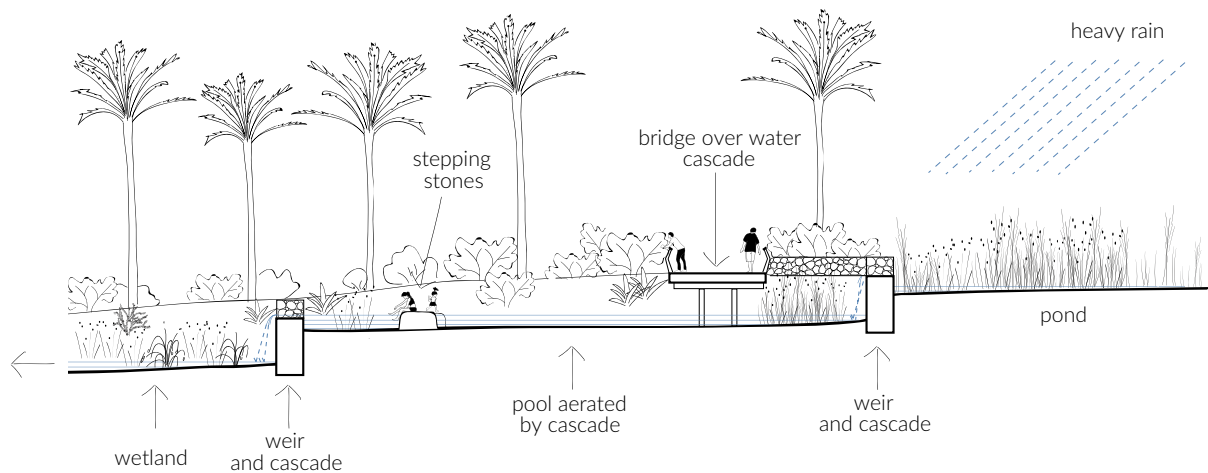 heavy rain
bridge over water
cascade
stepping
stones
pond
pool aerated
by cascade
weir
and cascade
wetland
weir
and cascade